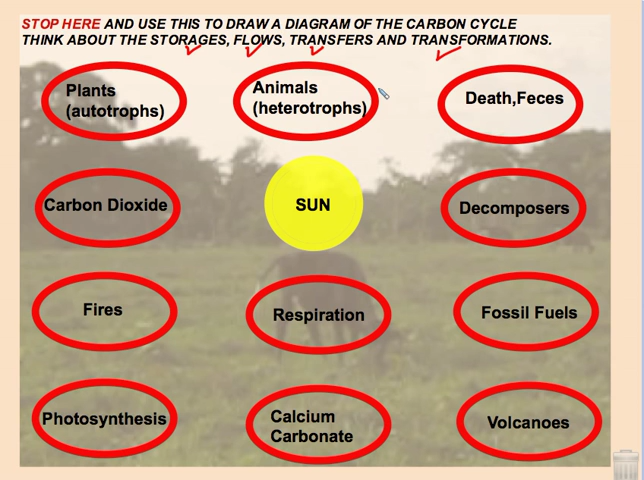 STOP HERE AND USE THIS TO DRAW A DIAGRAM OF THE CARBON CYCLE
THINK ABOUT THE STORAGES, FLOWS, TRANSFERS AND TRANSFORMATIONS.
Plants
(autotrophs)
Animals
(heterotrophs)
Death,Feces
Carbon Dioxide
SUN
Decomposers
Fires
Respiration
Fossil Fuels
Photosynthesis
Calcium
Carbonate
Volcanoes